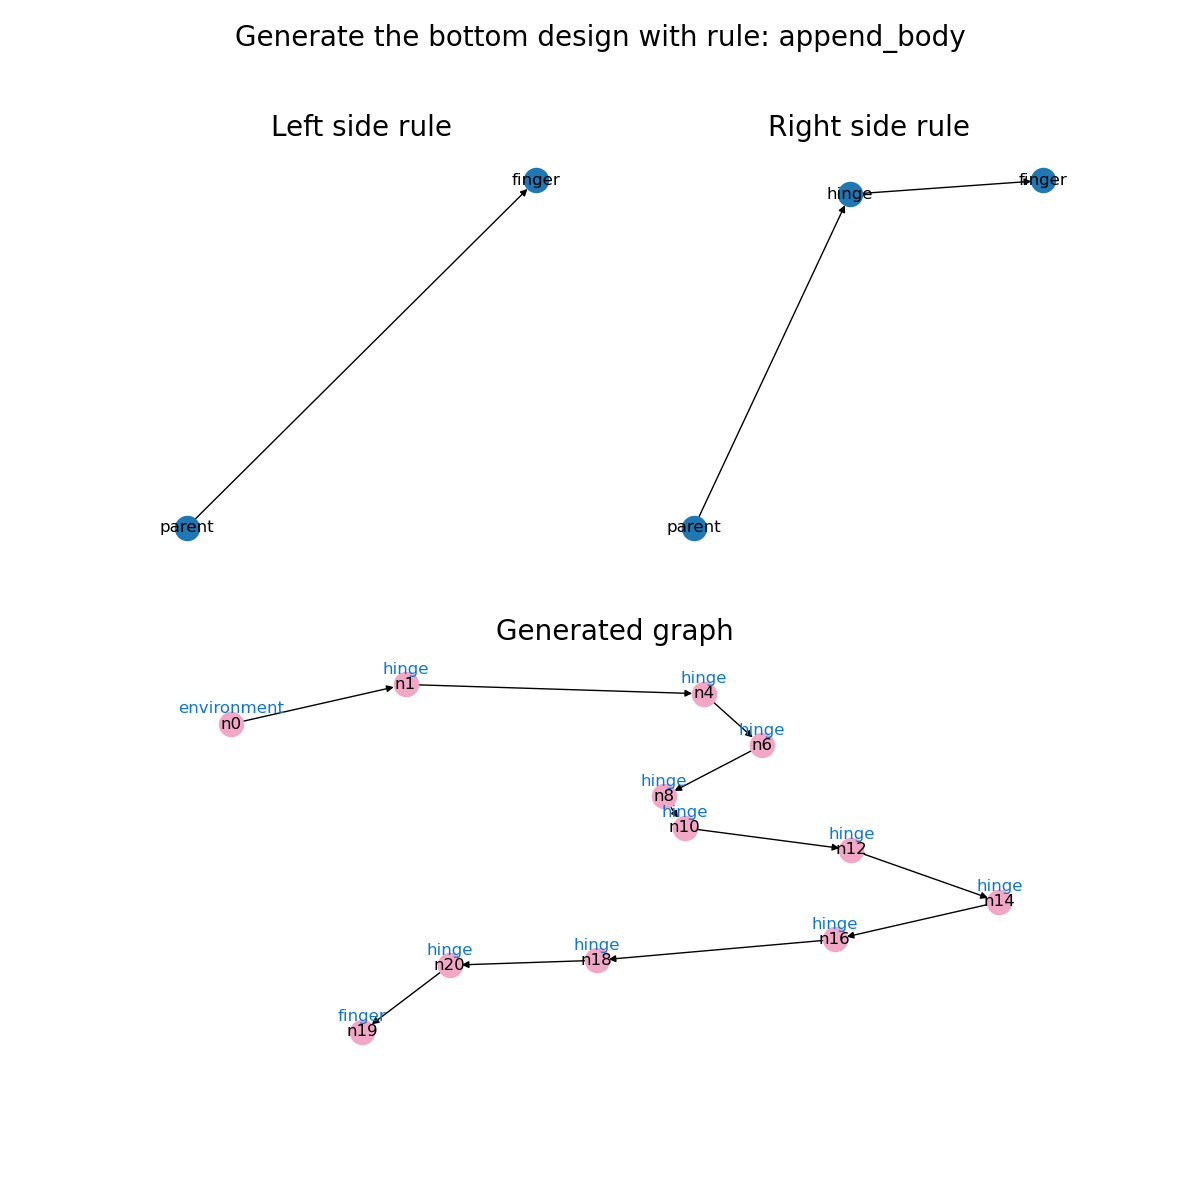 Generate the bottom design with rule: append_body
Left side rule
Right side rule
finger
parent
hinge
finger
parent
Generated graph
hinge
n1
hinge
n4
environment
n0
hinge
n6
hinge
n8
hinge
n10
hinge
n12
hinge
n14
hinge
n16
hinge
n18
hinge
n20
finger
n19